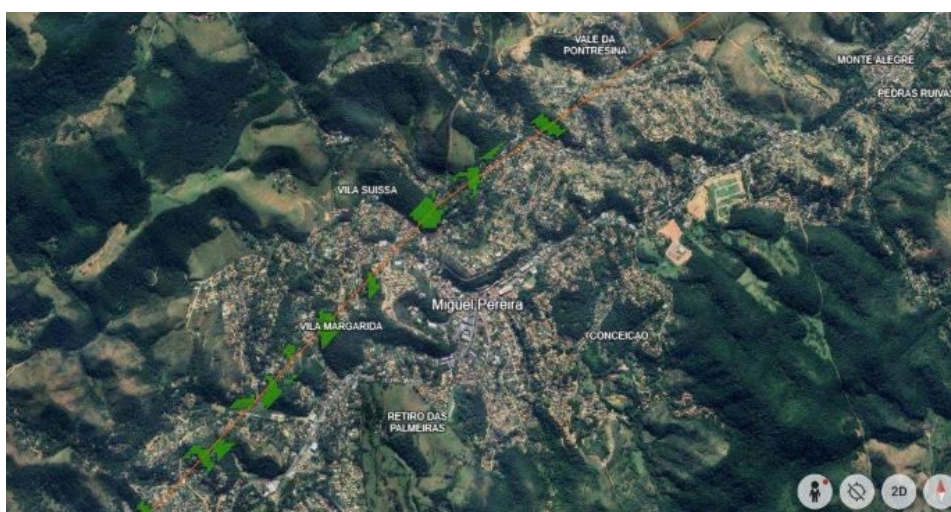 VALE DA
PONTRESINA
MONTE ALEGRE
PEDRAS RUIVAS
VILA SUISSA
Miguel Pereira
VILA MARGARIDA
CONCEICAO
RETIRO DAS
PALMEIRAS
2D